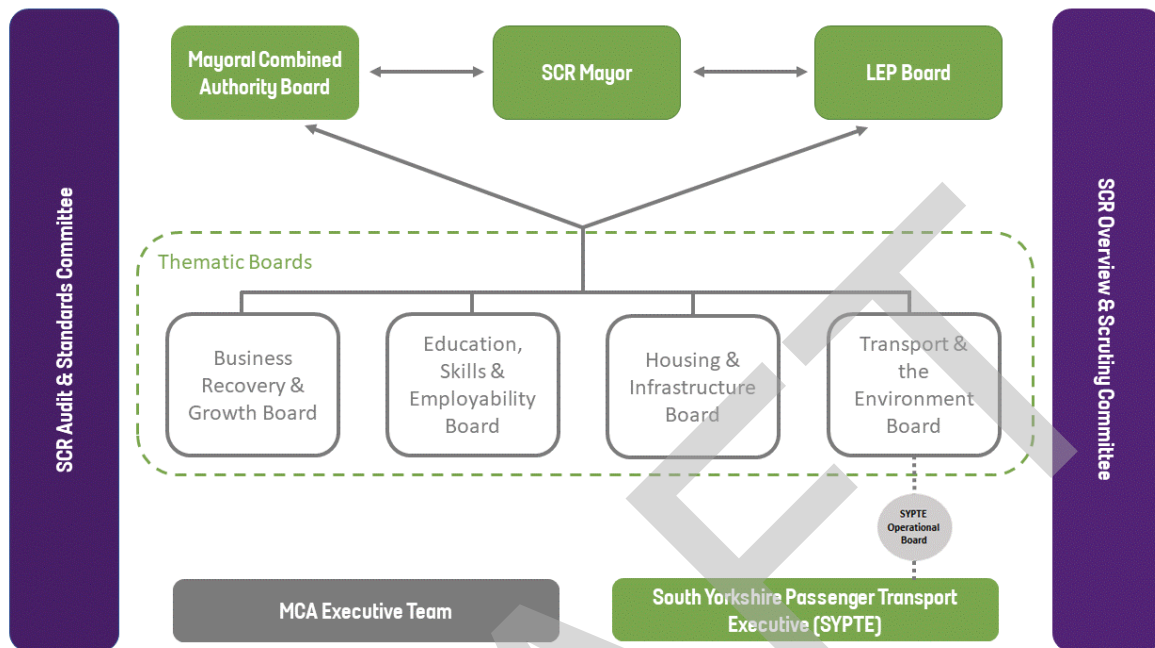 SCR Audit & Standards Committee
Mayoral Combined
Authority Board
SCR Mayor
LEP Board
Thematic Boards
Business
Recovery &
Growth Board
Education,
Skills &
Employability
Board
Housing &
Infrastructure
Board
Transport &
the
Environment
Board
SYPTE
Operational
Board
MCA Executive Team
South Yorkshire Passenger Transport
Executive (SYPTE)
SCR Overview & Scrutiny Committee